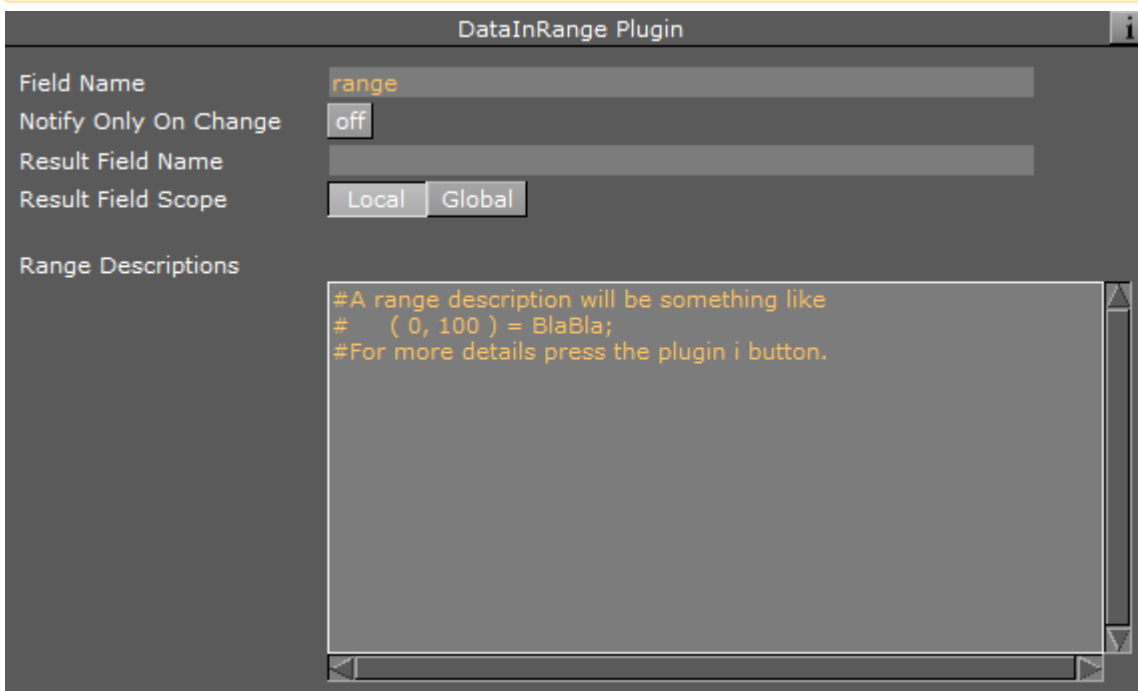 DataInRange Plugin
i
Field Name
range
Notify Only On Change
off
Result Field Name
Result Field Scope
Local
Global
Range Descriptions
#A range description will be something like
#    ( 0, 100 ) = BlaBla;
#For more details press the plugin i button.